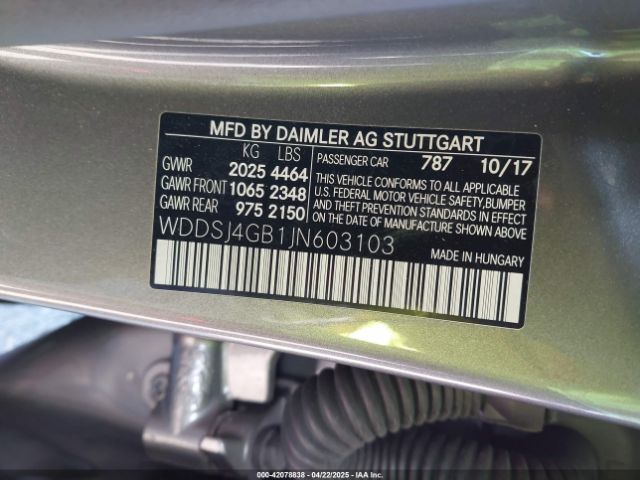 MFD BY DAIMLER AG STUTTGART
KG LBS
GVWR 2025 4464
GAWR FRONT 1065 2348
GAWR REAR 975 2150
PASSENGER CAR 787 10/17
THIS VEHICLE CONFORMS TO ALL APPLICABLE
U.S. FEDERAL MOTOR VEHICLE SAFETY,BUMPER
AND THEFT PREVENTION STANDARDS IN EFFECT
ON THE DATE OF MANUFACTURE SHOWN ABOVE.
WDDSJ4GB1JN603103
MADE IN HUNGARY
000-42078838 - 04/22/2025 - IAA Inc.